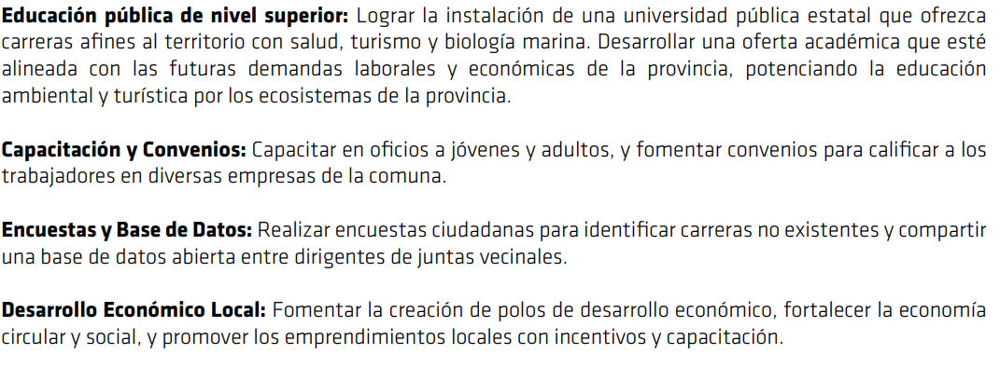 Educación pública de nivel superior: Lograr la instalación de una universidad pública estatal que ofrezca
carreras afines al territorio con salud, turismo y biología marina. Desarrollar una oferta académica que esté
alineada con las futuras demandas laborales y económicas de la provincia, potenciando la educación
ambiental y turística por los ecosistemas de la provincia.
Capacitación y Convenios: Capacitar en oficios a jóvenes y adultos, y fomentar convenios para calificar a los
trabajadores en diversas empresas de la comuna.
Encuestas y Base de Datos: Realizar encuestas ciudadanas para identificar carreras no existentes y compartir
una base de datos abierta entre dirigentes de juntas vecinales.
Desarrollo Económico Local: Fomentar la creación de polos de desarrollo económico, fortalecer la economía
circular y social, y promover los emprendimientos locales con incentivos y capacitación.